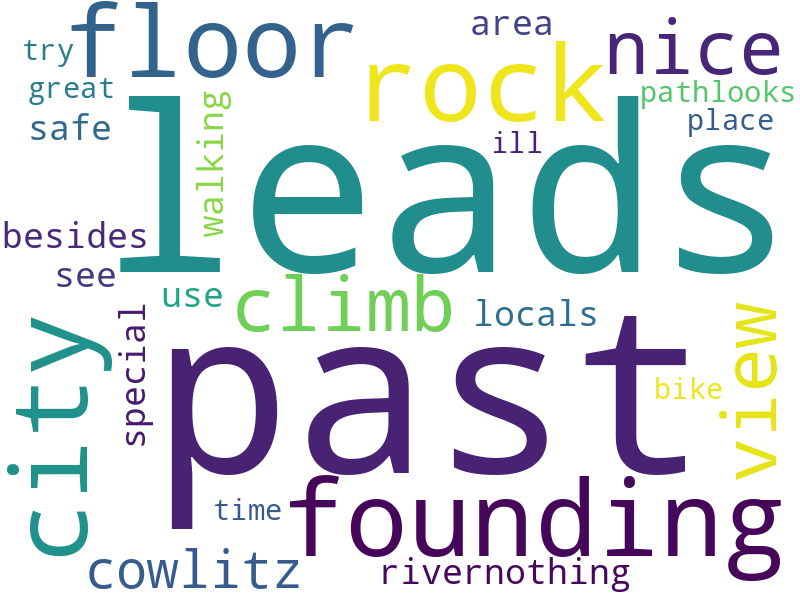 try
floor
area
nice
great
rock
pathlooks
safe
walking
ill
place
leads
besides
see
use
climb
locals
city
special
past
bike
view
time
founding
cowlitz
rivernothing